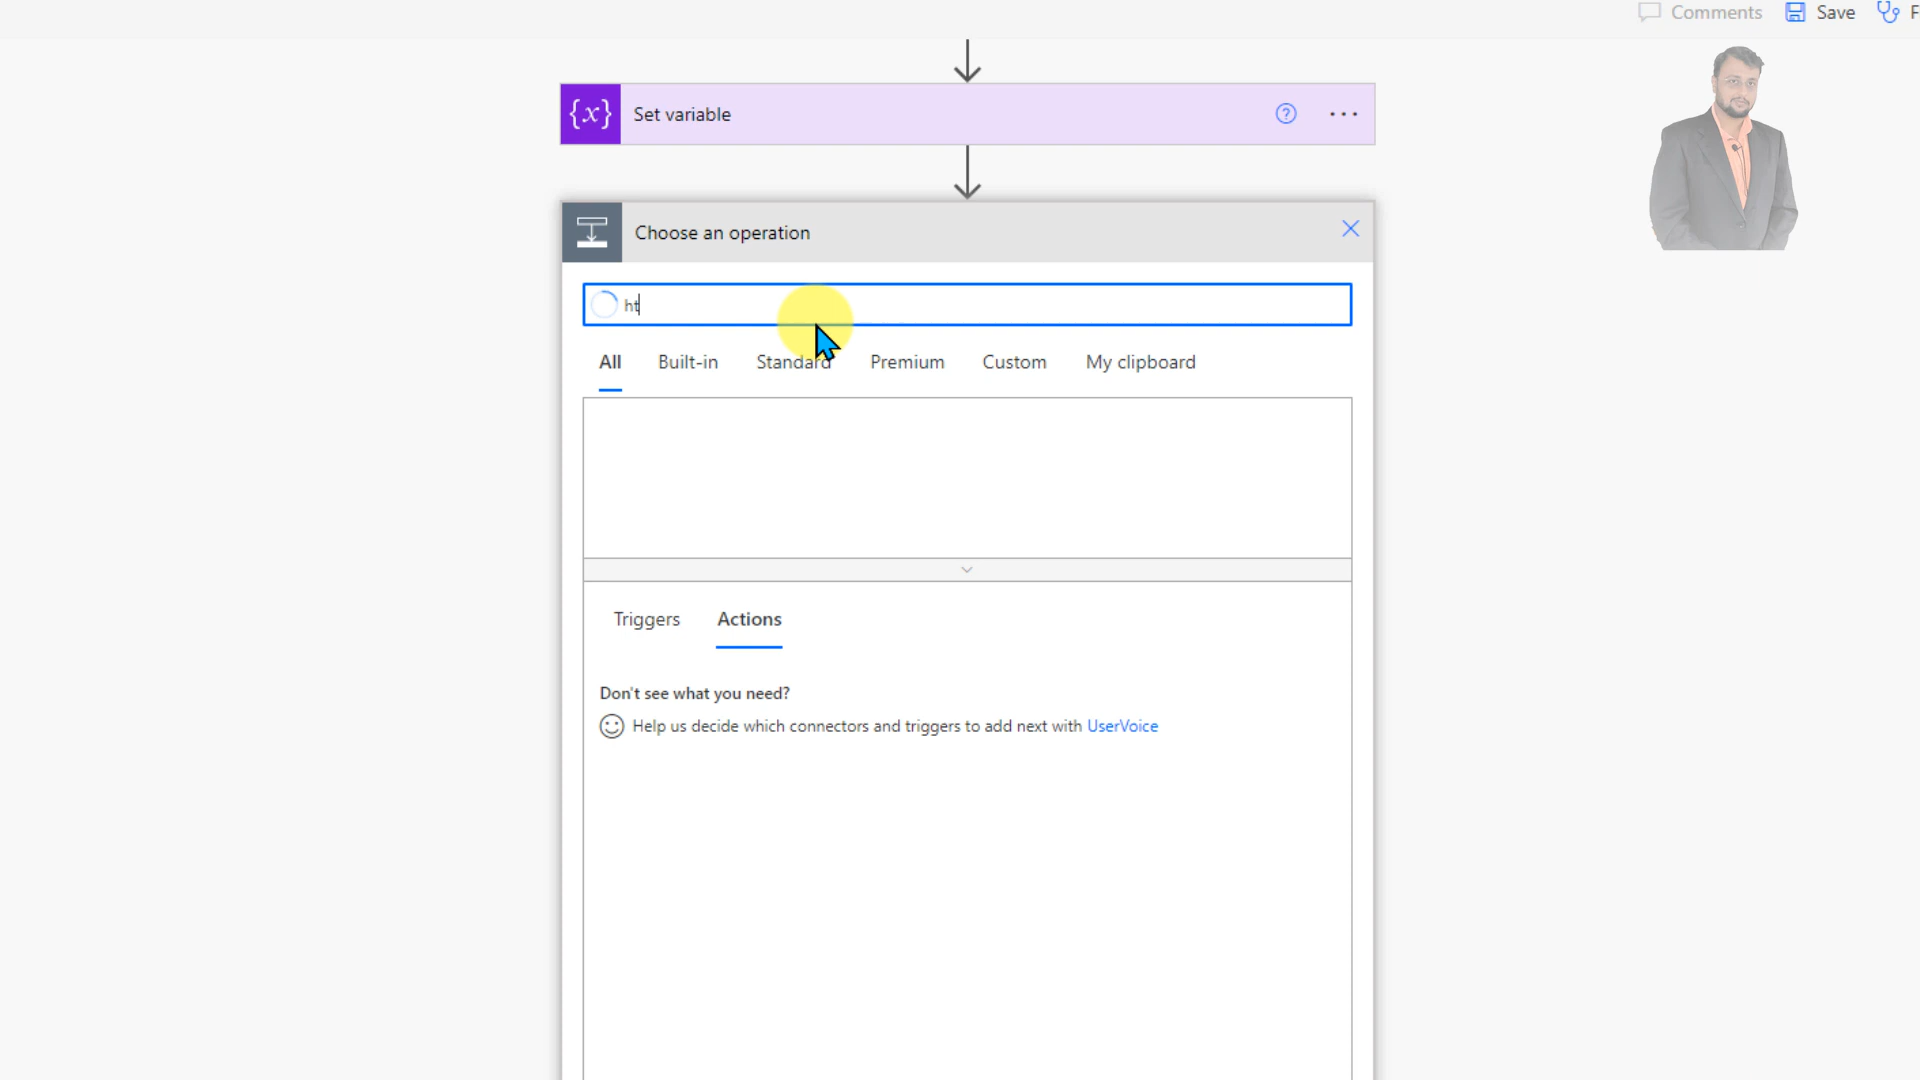 Comments Save F
{x} Set variable
Choose an operation
ht
All Built-in Standard Premium Custom My clipboard
Triggers Actions
Don't see what you need?
Help us decide which connectors and triggers to add next with UserVoice